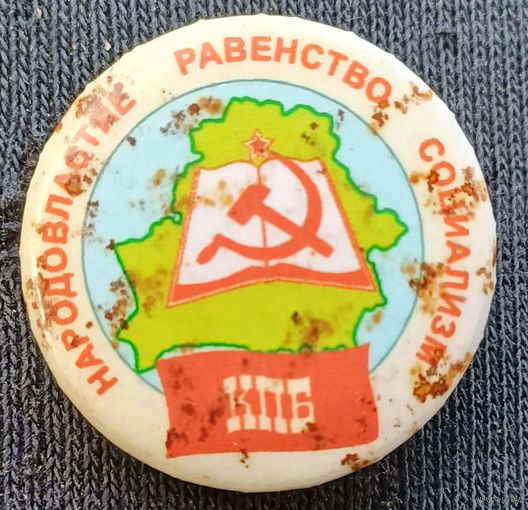 НАРОДОВЛАСТИЕ РАВЕНСТВО СОЦИАЛИЗМ
КПБ